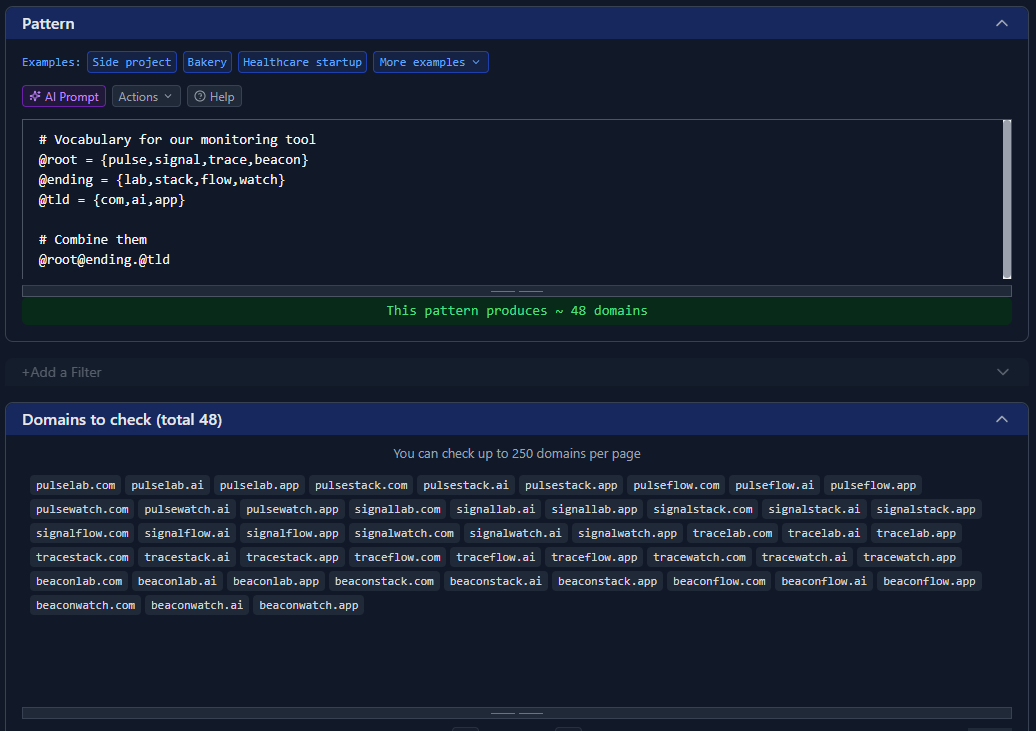 Pattern
Examples: Side project Bakery Healthcare startup More examples
AI Prompt Actions Help
# Vocabulary for our monitoring tool
@root = {pulse,signal,trace,beacon}
@ending = {lab,stack,flow,watch}
@tld = {com,ai,app}
# Combine them
@root@ending.@tld
This pattern produces ~ 48 domains
+Add a Filter
Domains to check (total 48)
You can check up to 250 domains per page
pulselab.com pulselab.ai pulselab.app pulsestack.com pulsestack.ai pulsestack.app pulseflow.com pulseflow.ai pulseflow.app
pulsewatch.com pulsewatch.ai pulsewatch.app signallab.com signallab.ai signallab.app signalstack.com signalstack.ai signalstack.app
signalflow.com signalflow.ai signalflow.app signalwatch.com signalwatch.ai signalwatch.app tracelab.com tracelab.ai tracelab.app
tracestack.com tracestack.ai tracestack.app traceflow.com traceflow.ai traceflow.app tracewatch.com tracewatch.ai tracewatch.app
beaconlab.com beaconlab.ai beaconlab.app beaconstack.com beaconstack.ai beaconstack.app beaconflow.com beaconflow.ai beaconflow.app
beaconwatch.com beaconwatch.ai beaconwatch.app